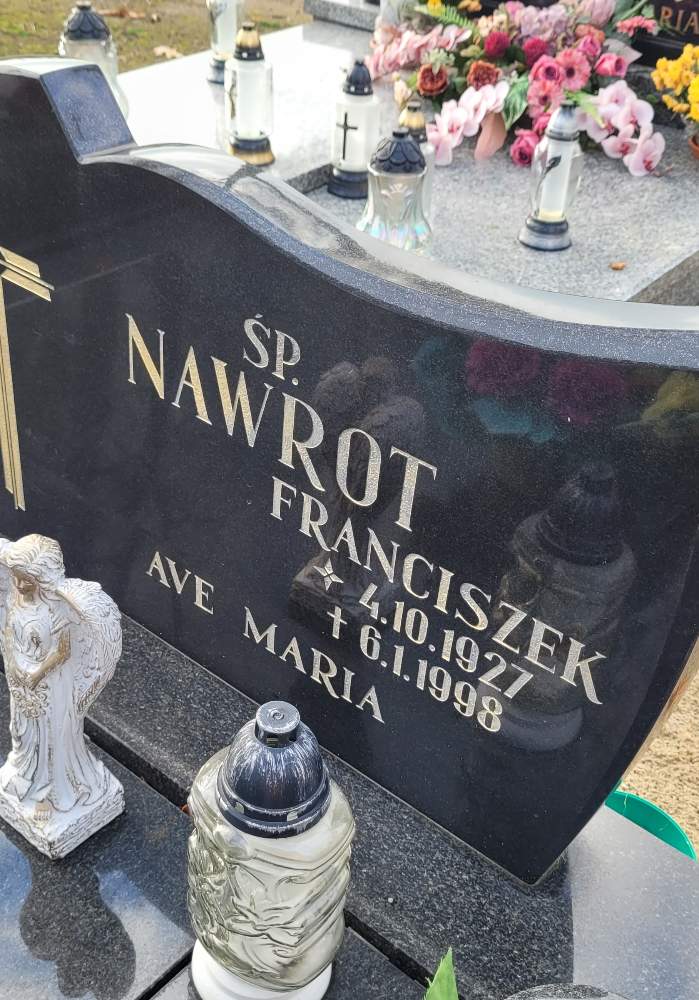 ŚP.
NAWROT
FRANCISZEK
✧ 4.10.1927
✝ 6.1.1998
AVE MARIA